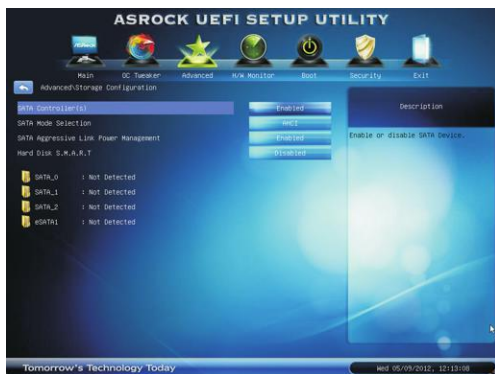 ASROCK UEFI SETUP UTILITY
Main OC Tweaker Advanced H/W Monitor Boot Security Exit
Advanced\Storage Configuration
SATA Controller(s) Enabled
SATA Mode Selection AHCI
SATA Aggressive Link Power Management Enabled
Hard Disk S.M.A.R.T Disabled
SATA_0 : Not Detected
SATA_1 : Not Detected
SATA_2 : Not Detected
eSATA1 : Not Detected
Description
Enable or disable SATA Device.
Tomorrow's Technology Today
Wed 05/09/2012, 12:13:08